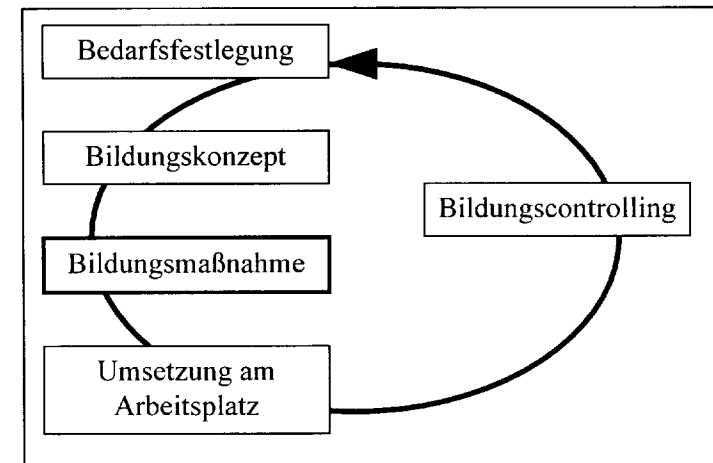 Bedarfsfestlegung
Bildungskonzept
Bildungscontrolling
Bildungsmaßnahme
Umsetzung am
Arbeitsplatz